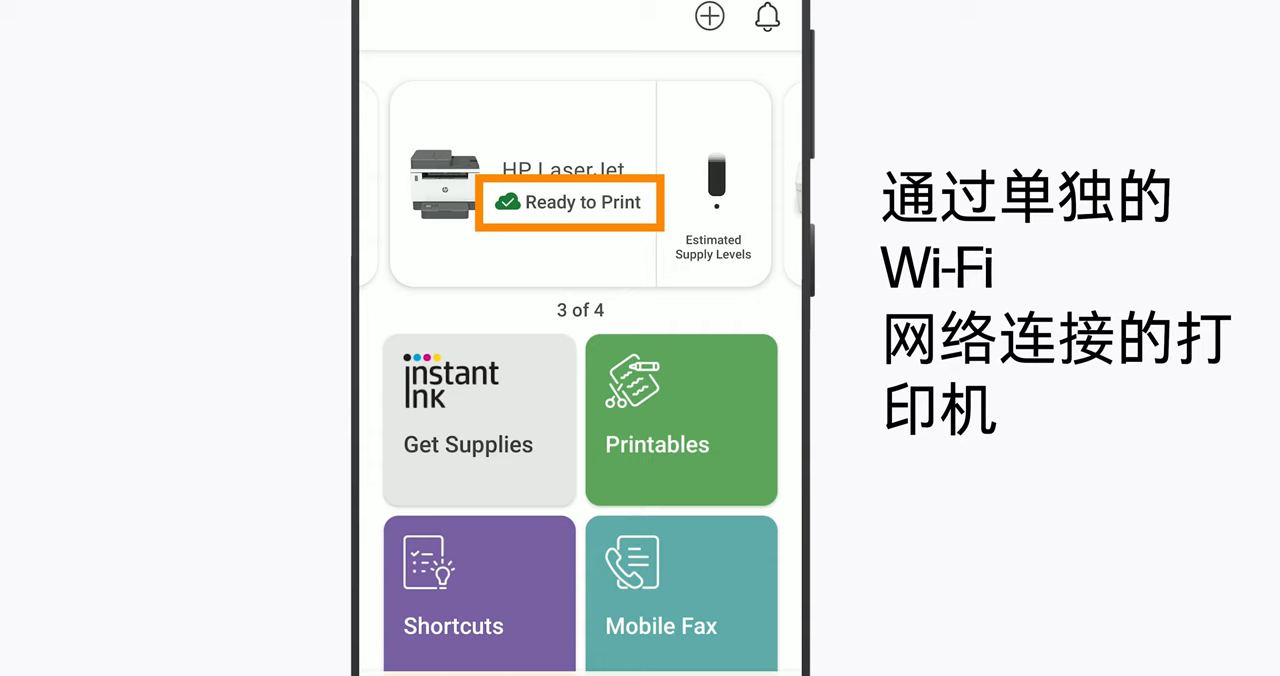 HP LaserJet
Ready to Print
Estimated
Supply Levels
3 of 4
instant
ink
Get Supplies
Printables
Shortcuts
Mobile Fax
通过单独的
Wi-Fi
网络连接的打
印机